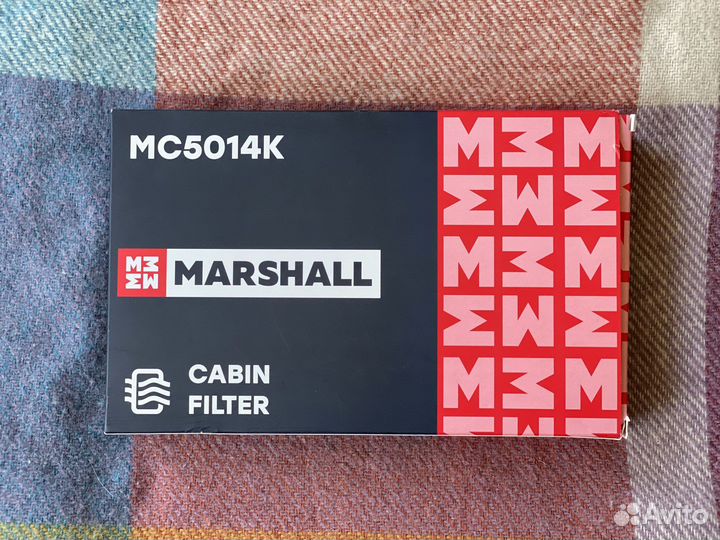 MC5014K
MARSHALL
CABIN
FILTER
Avito